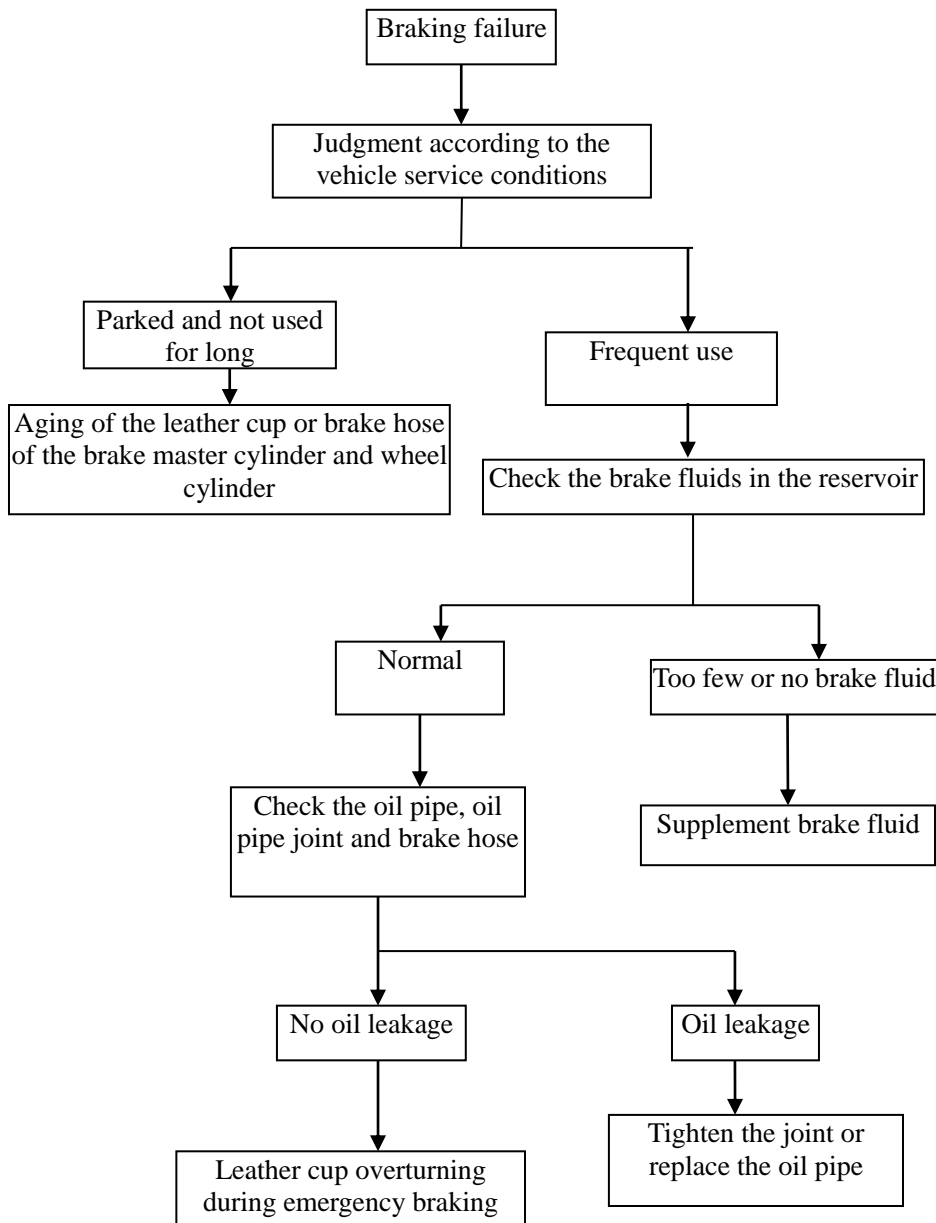 Braking failure
Judgment according to the
vehicle service conditions
Parked and not used
for long
Frequent use
Aging of the leather cup or brake hose
of the brake master cylinder and wheel
cylinder
Check the brake fluids in the reservoir
Normal
Too few or no brake fluid
Check the oil pipe, oil
pipe joint and brake hose
Supplement brake fluid
No oil leakage
Oil leakage
Leather cup overturning
during emergency braking
Tighten the joint or
replace the oil pipe